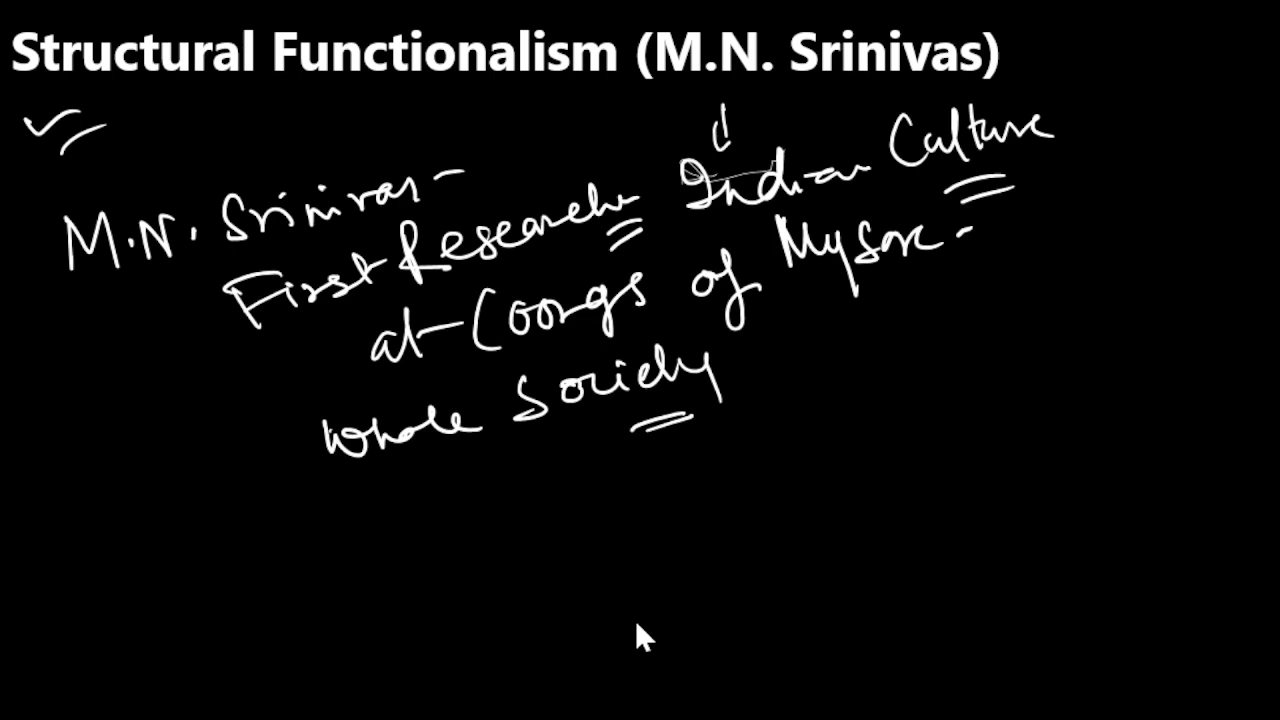 Structural Functionalism (M.N. Srinivas)
M.N. Srinivas -
First Researcher Indian Culture
at Coorgs of Mysore -
Whole Society